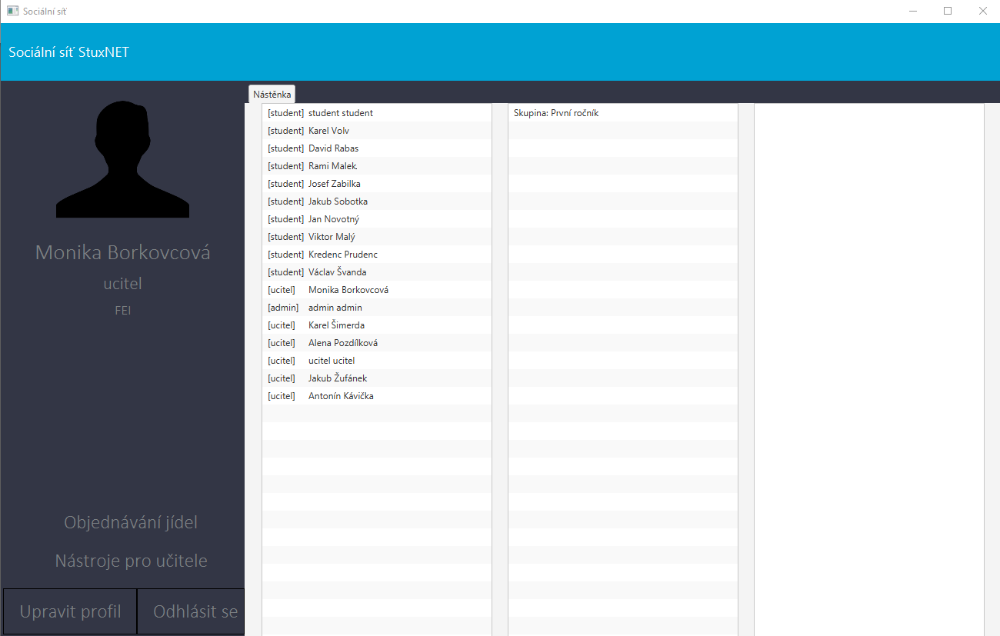 Sociální síť
Sociální síť StuxNET
Monika Borkovcová
ucitel
FEI
Objednávání jídel
Nástroje pro učitele
Upravit profil
Odhlásit se
Nástěnka
[student] student student
[student] Karel Volv
[student] David Rabas
[student] Rami Malek.
[student] Josef Zabilka
[student] Jakub Sobotka
[student] Jan Novotný
[student] Viktor Malý
[student] Kredenc Prudenc
[student] Václav Švanda
[ucitel] Monika Borkovcová
[admin] admin admin
[ucitel] Karel Šimerda
[ucitel] Alena Pozdílková
[ucitel] ucitel ucitel
[ucitel] Jakub Žufánek
[ucitel] Antonín Kávička
Skupina: První ročník